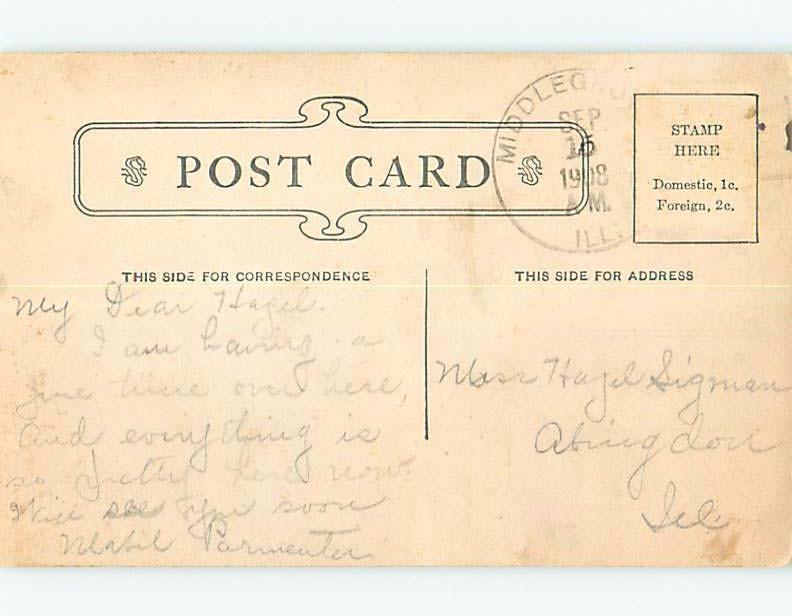 MIDDLEGRO
SEP
15
1908
A.M.
ILL.
POST CARD
STAMP
HERE
Domestic, 1c.
Foreign, 2c.
THIS SIDE FOR CORRESPONDENCE
My Dear Hazel.
I am having a
fine time over here,
and everything is
so pretty here now.
Will see you soon
Mabel Parmenter
THIS SIDE FOR ADDRESS
Miss Hazel Sigman
Abingdon
Ill